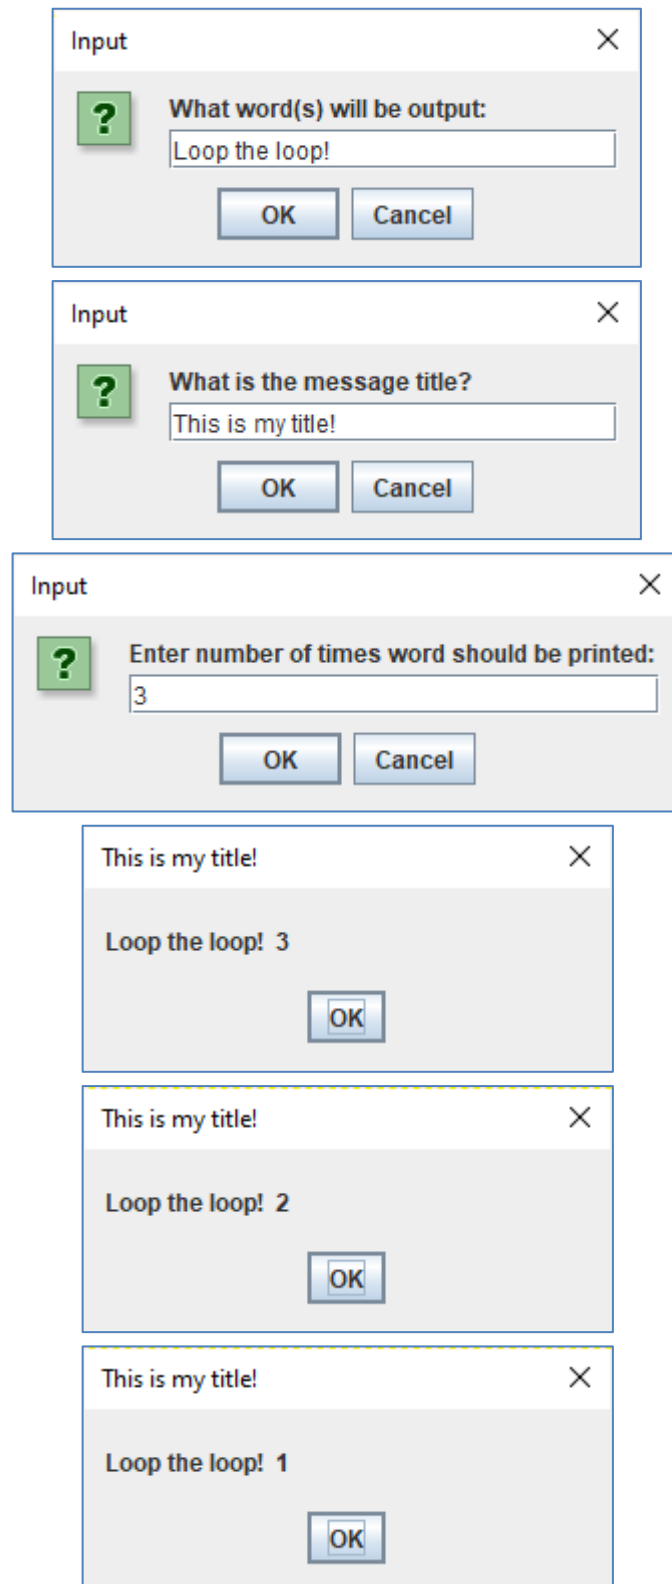 Input
What word(s) will be output:
Loop the loop!
OK Cancel
Input
What is the message title?
This is my title!
OK Cancel
Input
Enter number of times word should be printed:
3
OK Cancel
This is my title!
Loop the loop! 3
OK
This is my title!
Loop the loop! 2
OK
This is my title!
Loop the loop! 1
OK